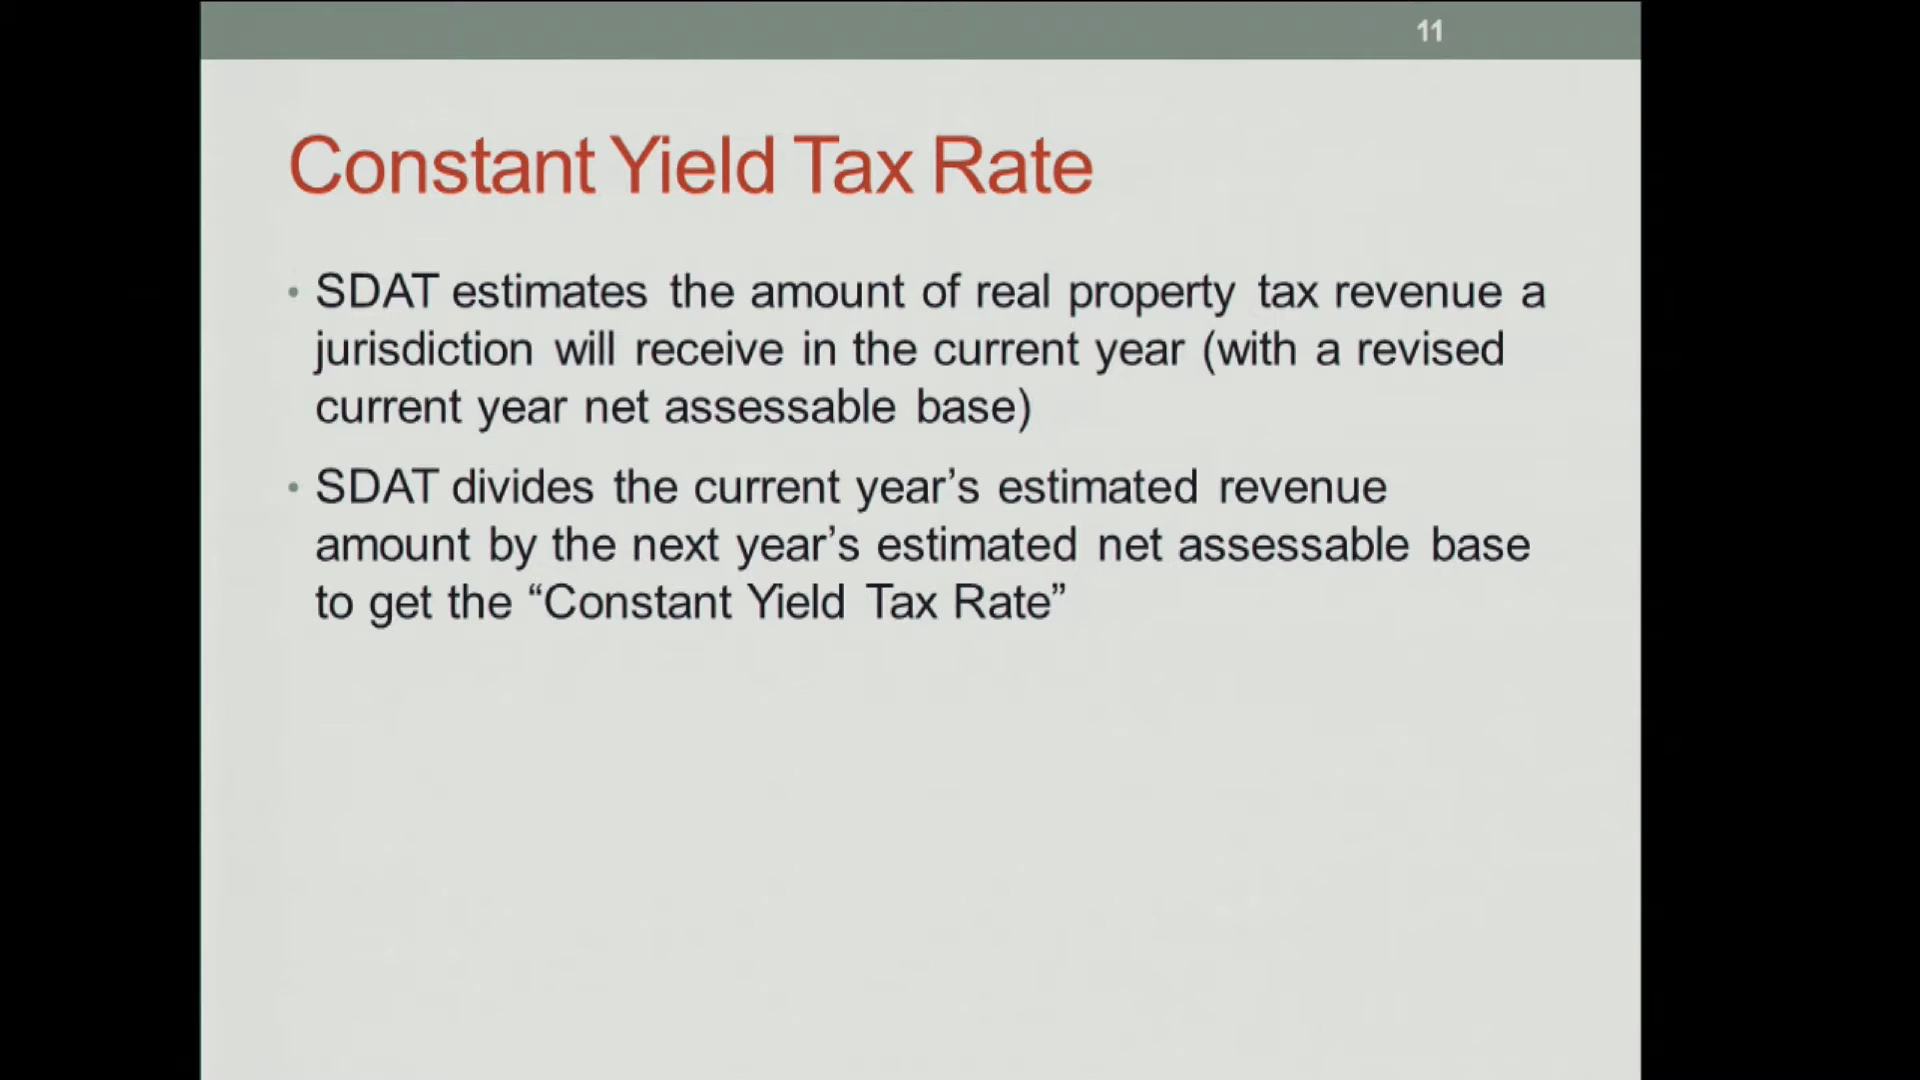 11
Constant Yield Tax Rate
• SDAT estimates the amount of real property tax revenue a
jurisdiction will receive in the current year (with a revised
current year net assessable base)
• SDAT divides the current year’s estimated revenue
amount by the next year’s estimated net assessable base
to get the “Constant Yield Tax Rate”